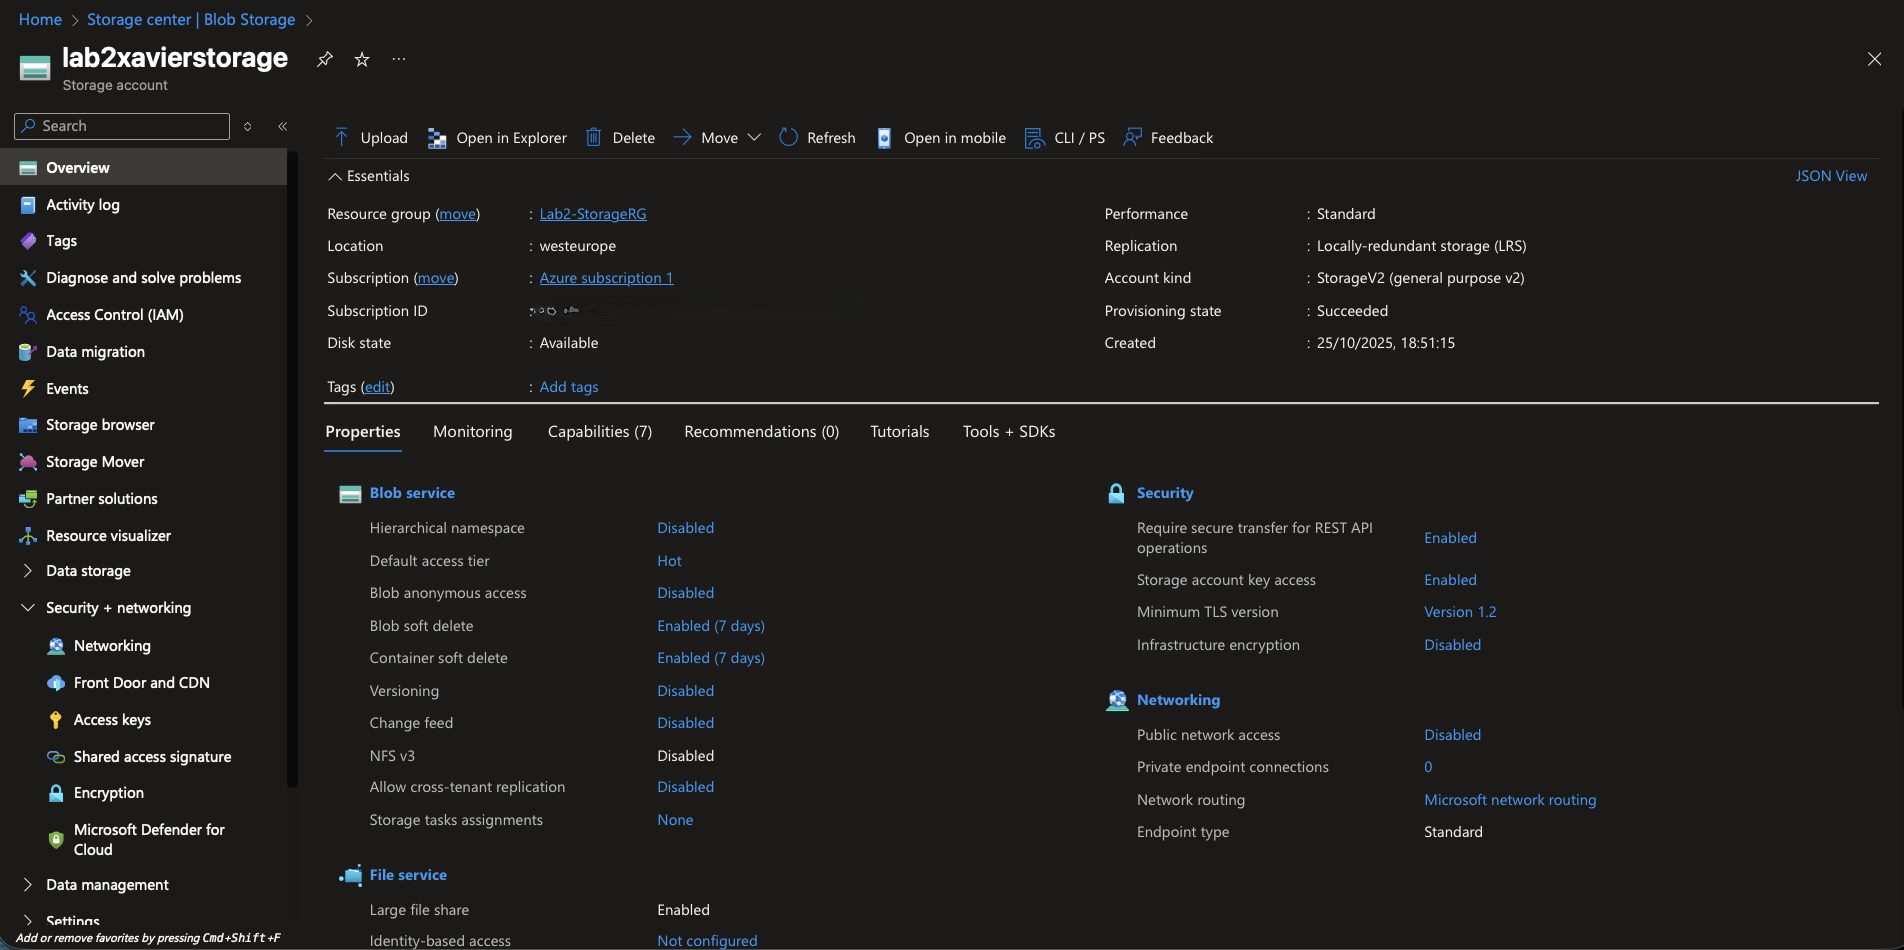 Home > Storage center | Blob Storage >
lab2xavierstorage
Storage account
Search
Overview
Activity log
Tags
Diagnose and solve problems
Access Control (IAM)
Data migration
Events
Storage browser
Storage Mover
Partner solutions
Resource visualizer
Data storage
Security + networking
Networking
Front Door and CDN
Access keys
Shared access signature
Encryption
Microsoft Defender for
Cloud
Data management
Settings
Add or remove favorites by pressing Cmd+Shift+F
Upload Open in Explorer Delete Move Refresh Open in mobile CLI / PS Feedback
Essentials
JSON View
Resource group (move) : Lab2-StorageRG
Location : westeurope
Subscription (move) : Azure subscription 1
Subscription ID :
Disk state : Available
Performance : Standard
Replication : Locally-redundant storage (LRS)
Account kind : StorageV2 (general purpose v2)
Provisioning state : Succeeded
Created : 25/10/2025, 18:51:15
Tags (edit) : Add tags
Properties Monitoring Capabilities (7) Recommendations (0) Tutorials Tools + SDKs
Blob service
Hierarchical namespace Disabled
Default access tier Hot
Blob anonymous access Disabled
Blob soft delete Enabled (7 days)
Container soft delete Enabled (7 days)
Versioning Disabled
Change feed Disabled
NFS v3 Disabled
Allow cross-tenant replication Disabled
Storage tasks assignments None
File service
Large file share Enabled
Identity-based access Not configured
Security
Require secure transfer for REST API
operations Enabled
Storage account key access Enabled
Minimum TLS version Version 1.2
Infrastructure encryption Disabled
Networking
Public network access Disabled
Private endpoint connections 0
Network routing Microsoft network routing
Endpoint type Standard